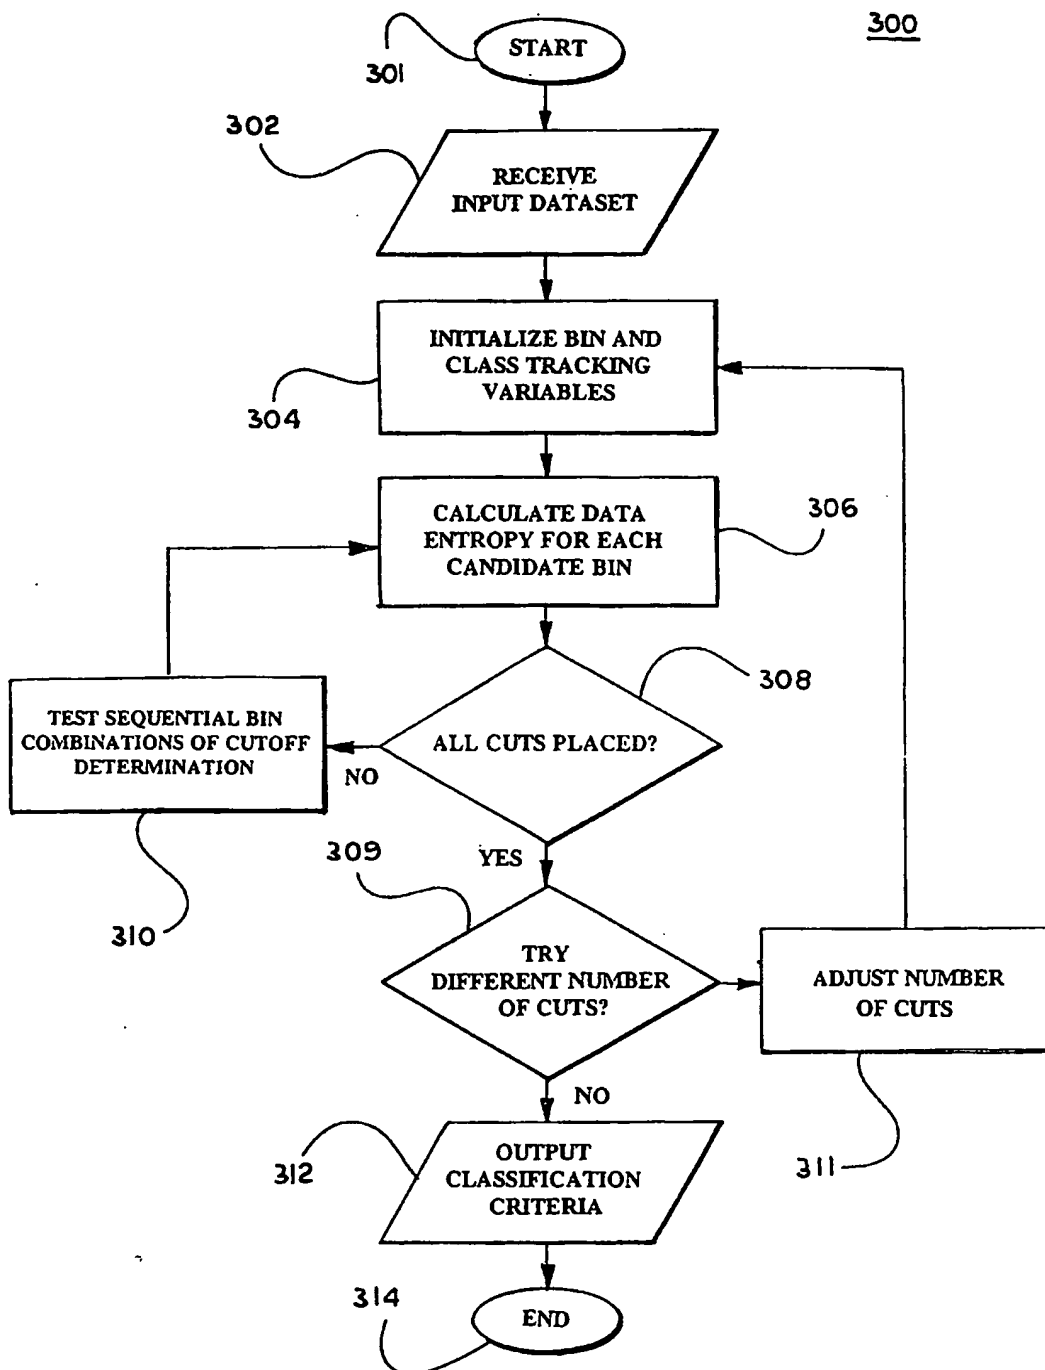 300
START
301
302
RECEIVE
INPUT DATASET
INITIALIZE BIN AND
CLASS TRACKING
VARIABLES
304
CALCULATE DATA
ENTROPY FOR EACH
CANDIDATE BIN
306
308
ALL CUTS PLACED?
NO
TEST SEQUENTIAL BIN
COMBINATIONS OF CUTOFF
DETERMINATION
310
YES
309
TRY
DIFFERENT NUMBER
OF CUTS?
ADJUST NUMBER
OF CUTS
311
NO
OUTPUT
CLASSIFICATION
CRITERIA
312
END
314